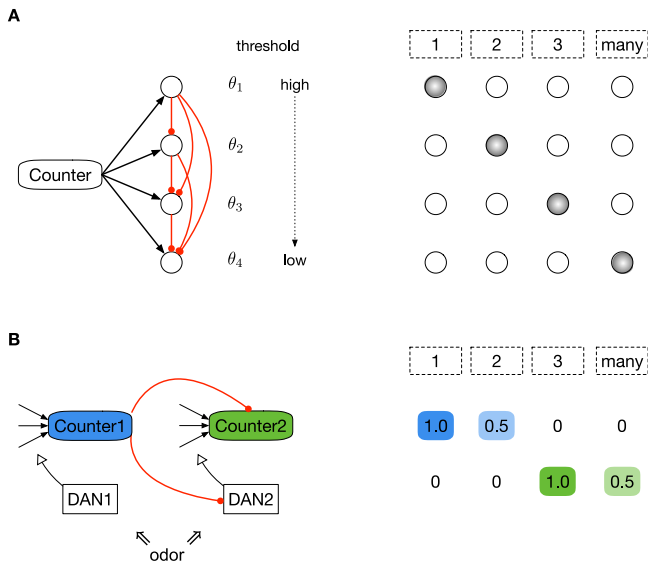 A
threshold
1 2 3 many
θ1 high
θ2
Counter
θ3
θ4 low
B
1 2 3 many
Counter1 Counter2 1.0 0.5 0 0
DAN1 DAN2 0 0 1.0 0.5
odor